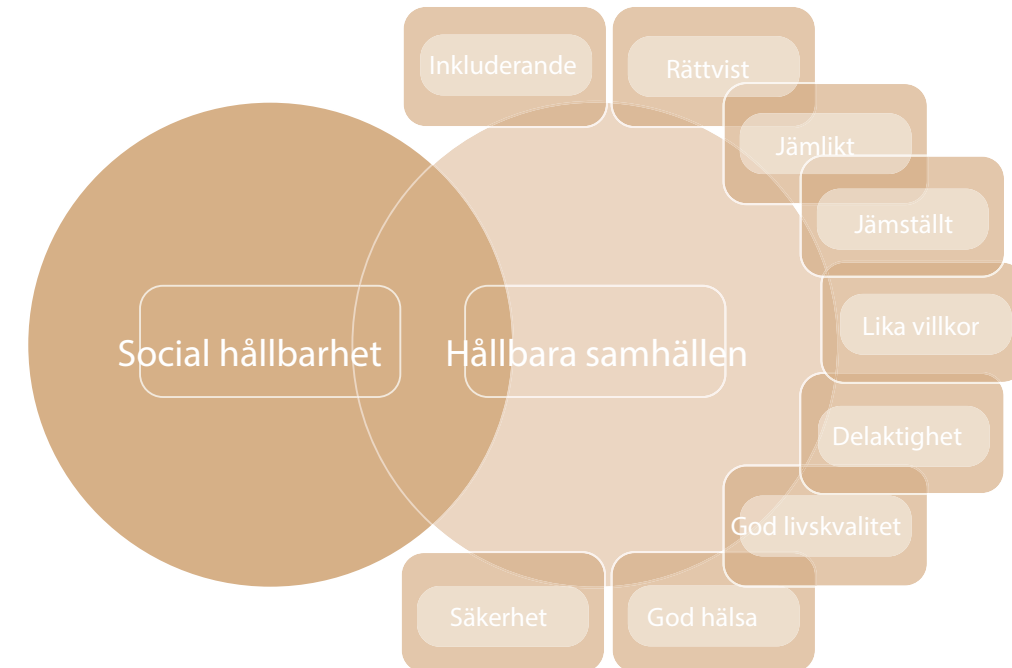 Inkluderande
Rättvist
Jämlikt
Jämställt
Social hållbarhet
Hållbara samhällen
Lika villkor
Delaktighet
God livskvalitet
Säkerhet
God hälsa